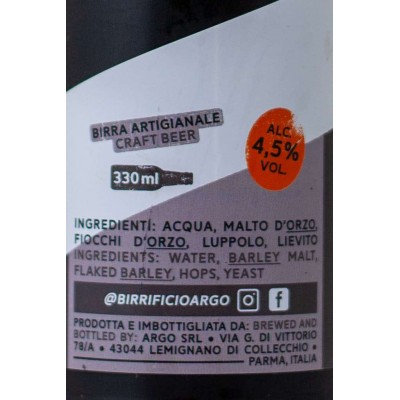 BIRRA ARTIGIANALE
CRAFT BEER
330ml
ALC.
4,5%
VOL.
INGREDIENTI: ACQUA, MALTO D'ORZO,
FIOCCHI D'ORZO, LUPPOLO, LIEVITO
INGREDIENTS: WATER, BARLEY MALT,
FLAKED BARLEY, HOPS, YEAST
@BIRRIFICIOARGO
PRODOTTA E IMBOTTIGLIATA DA: BREWED AND
BOTTLED BY: ARGO SRL • VIA G. DI VITTORIO
78/A • 43044 LEMIGNANO DI COLLECCHIO •
PARMA, ITALIA